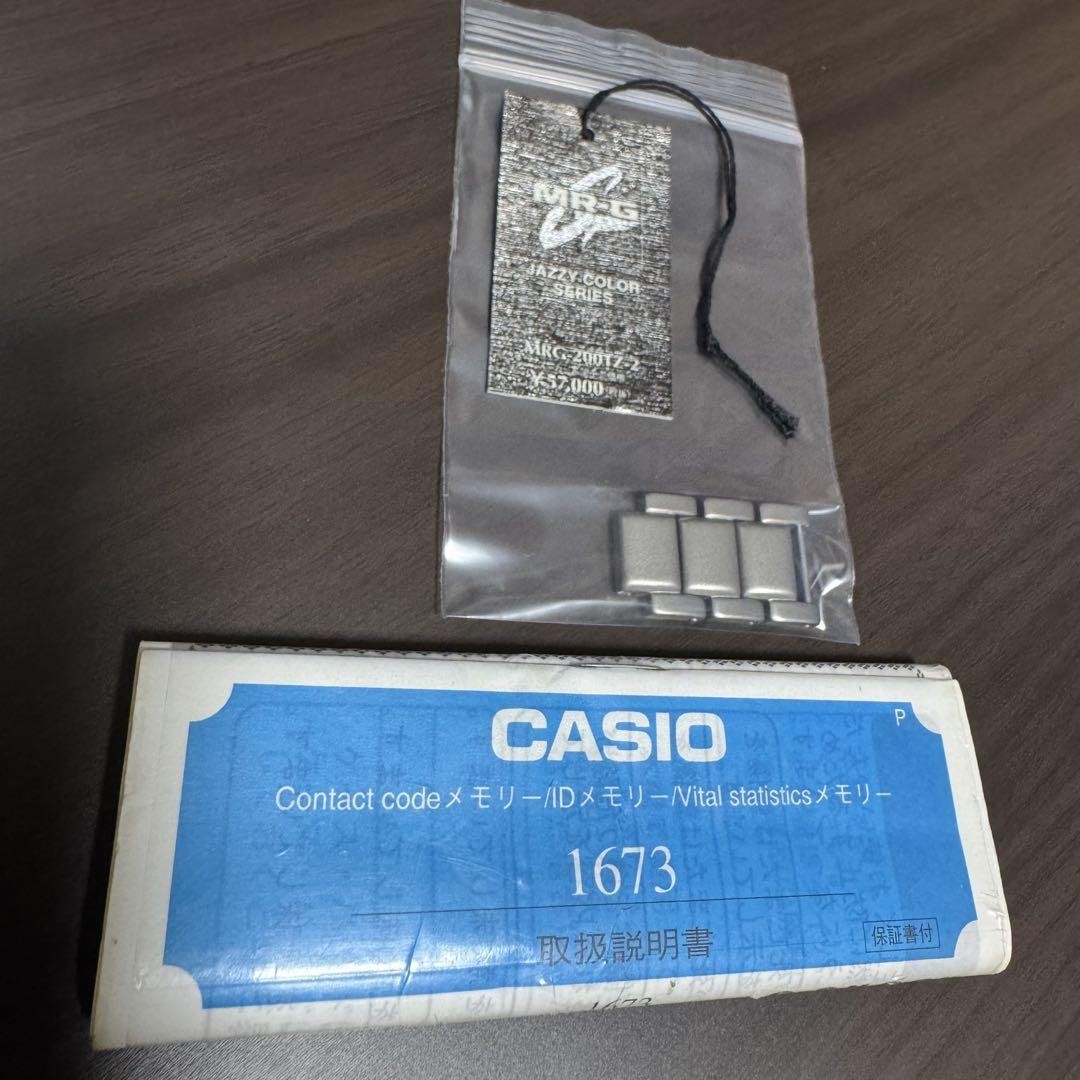 MR-G
JAZZY COLOR
SERIES
MRG-200TZ-2
¥57,000
CASIO
P
Contact codeメモリー/IDメモリー/Vital statisticsメモリー
1673
取扱説明書
保証書付
1673